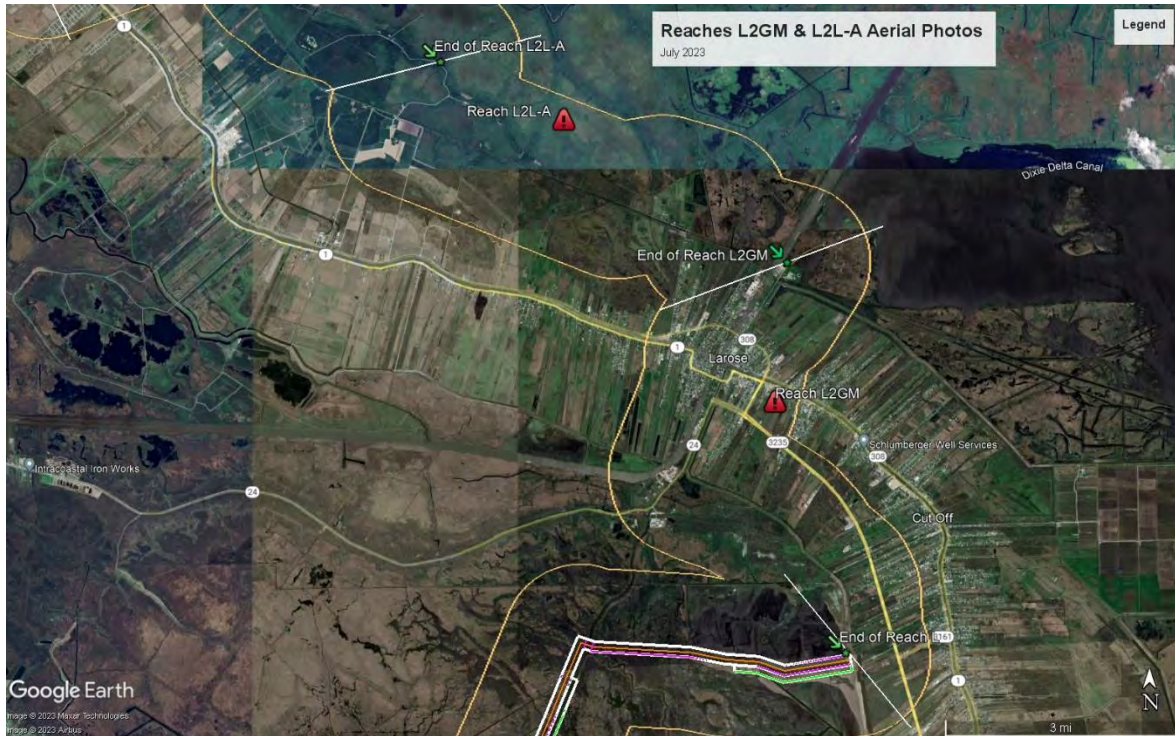 Reaches L2GM & L2L-A Aerial Photos
July 2023
Legend
1
End of Reach L2L-A
Reach L2L-A
Dixie Delta Canal
1
End of Reach L2GM
308
1
Larose
Reach L2GM
24
3235
Schlumberger Well Services
308
Intracoastal Iron Works
24
Cut Off
End of Reach
1
Google Earth
Image © 2023 Maxar Technologies
Image © 2023 Airbus
N
3 mi